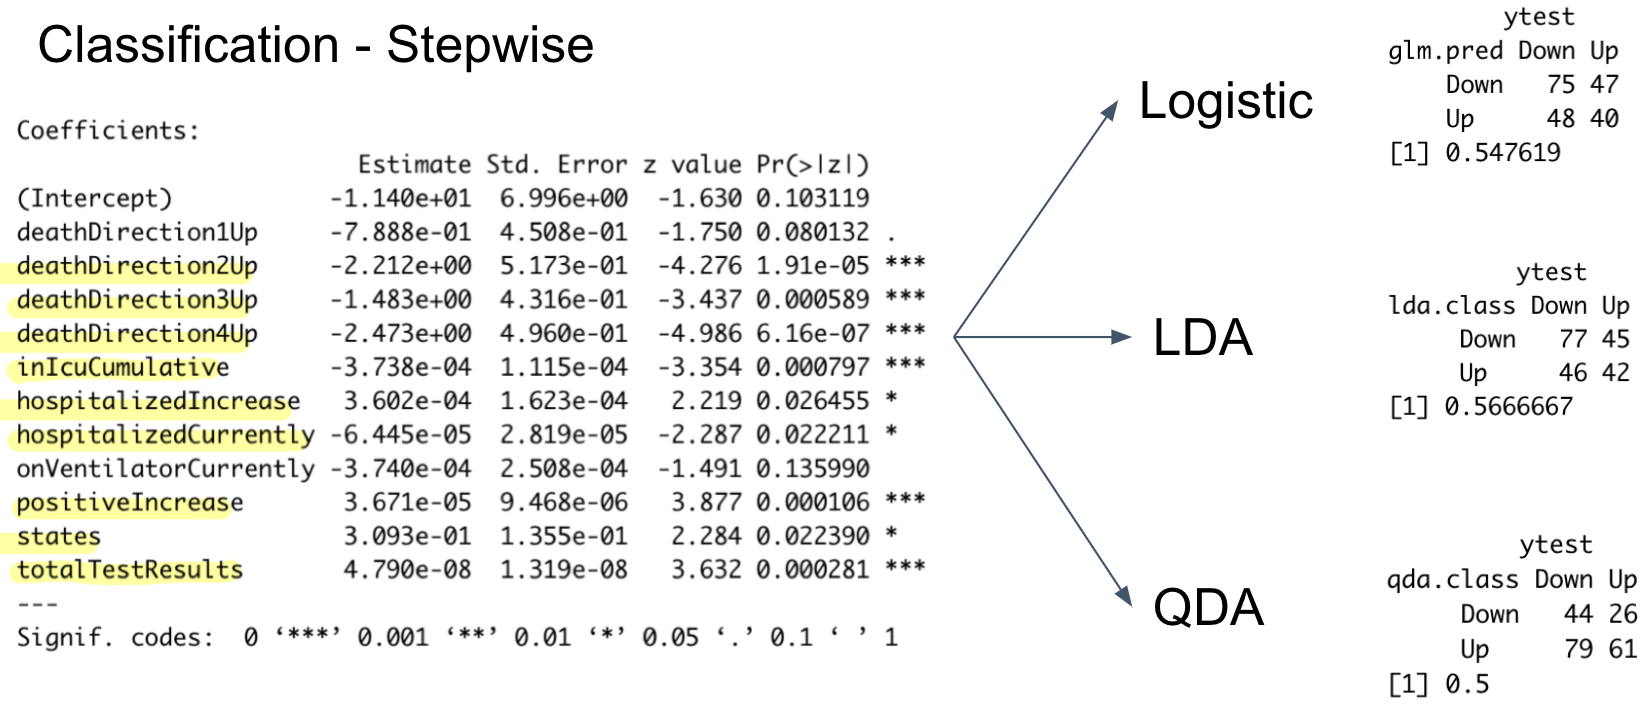 Classification - Stepwise
Coefficients:
Estimate Std. Error z value Pr(>|z|)
(Intercept) -1.140e+01 6.996e+00 -1.630 0.103119
deathDirection1Up -7.888e-01 4.508e-01 -1.750 0.080132 .
deathDirection2Up -2.212e+00 5.173e-01 -4.276 1.91e-05 ***
deathDirection3Up -1.483e+00 4.316e-01 -3.437 0.000589 ***
deathDirection4Up -2.473e+00 4.960e-01 -4.986 6.16e-07 ***
inIcuCumulative -3.738e-04 1.115e-04 -3.354 0.000797 ***
hospitalizedIncrease 3.602e-04 1.623e-04 2.219 0.026455 *
hospitalizedCurrently -6.445e-05 2.819e-05 -2.287 0.022211 *
onVentilatorCurrently -3.740e-04 2.508e-04 -1.491 0.135990
positiveIncrease 3.671e-05 9.468e-06 3.877 0.000106 ***
states 3.093e-01 1.355e-01 2.284 0.022390 *
totalTestResults 4.790e-08 1.319e-08 3.632 0.000281 ***
---
Signif. codes: 0 ‘***’ 0.001 ‘**’ 0.01 ‘*’ 0.05 ‘.’ 0.1 ‘ ’ 1
Logistic
ytest
glm.pred Down Up
Down 75 47
Up 48 40
[1] 0.547619
LDA
ytest
lda.class Down Up
Down 77 45
Up 46 42
[1] 0.5666667
QDA
ytest
qda.class Down Up
Down 44 26
Up 79 61
[1] 0.5